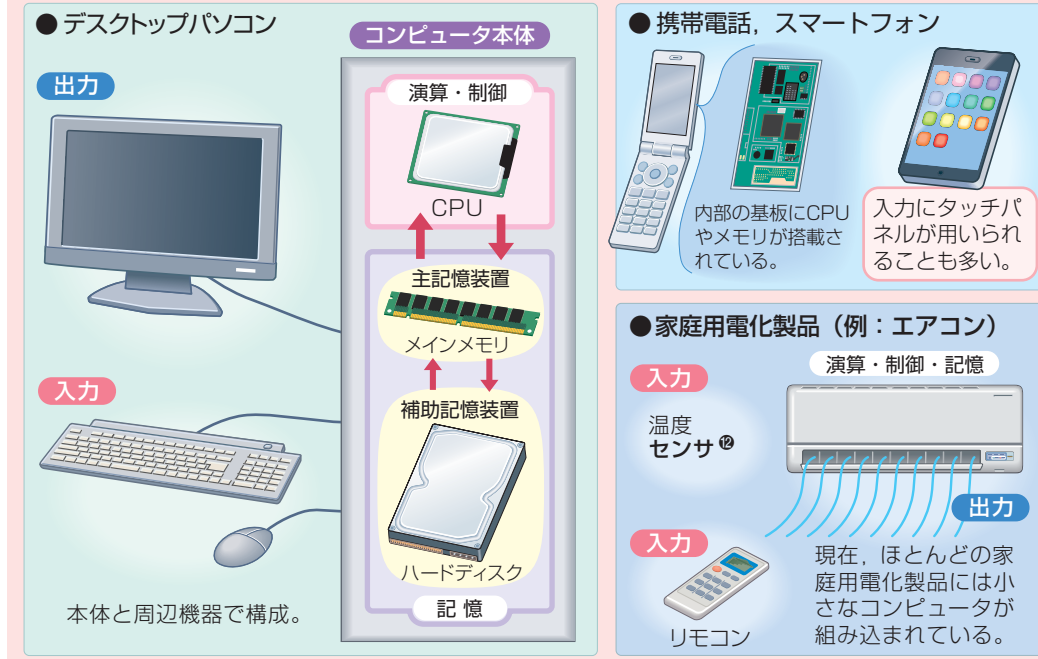 ●デスクトップパソコン
コンピュータ本体
出力
演算・制御
CPU
主記憶装置
メインメモリ
入力
補助記憶装置
ハードディスク
記 憶
本体と周辺機器で構成。
●携帯電話，スマートフォン
内部の基板にCPU
やメモリが搭載さ
れている。
入力にタッチパ
ネルが用いられ
ることも多い。
●家庭用電化製品（例：エアコン）
演算・制御・記憶
入力
温度
センサ⓬
出力
入力
リモコン
現在，ほとんどの家
庭用電化製品には小
さなコンピュータが
組み込まれている。